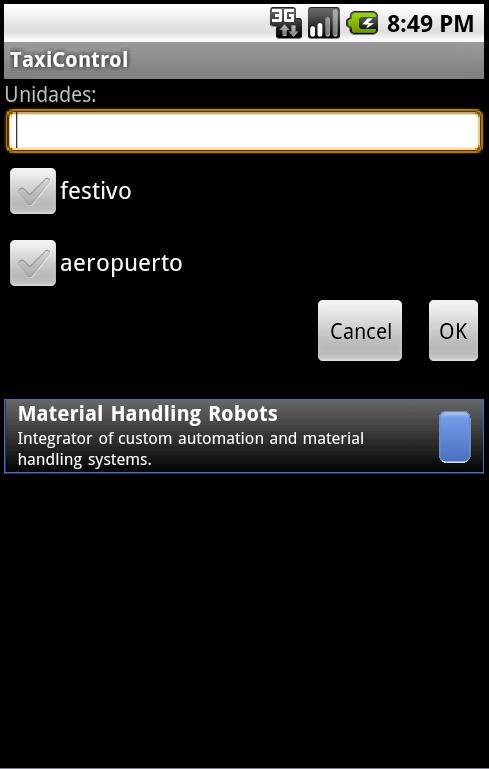 3G 8:49 PM
TaxiControl
Unidades:
festivo
aeropuerto
Cancel OK
Material Handling Robots
Integrator of custom automation and material
handling systems.